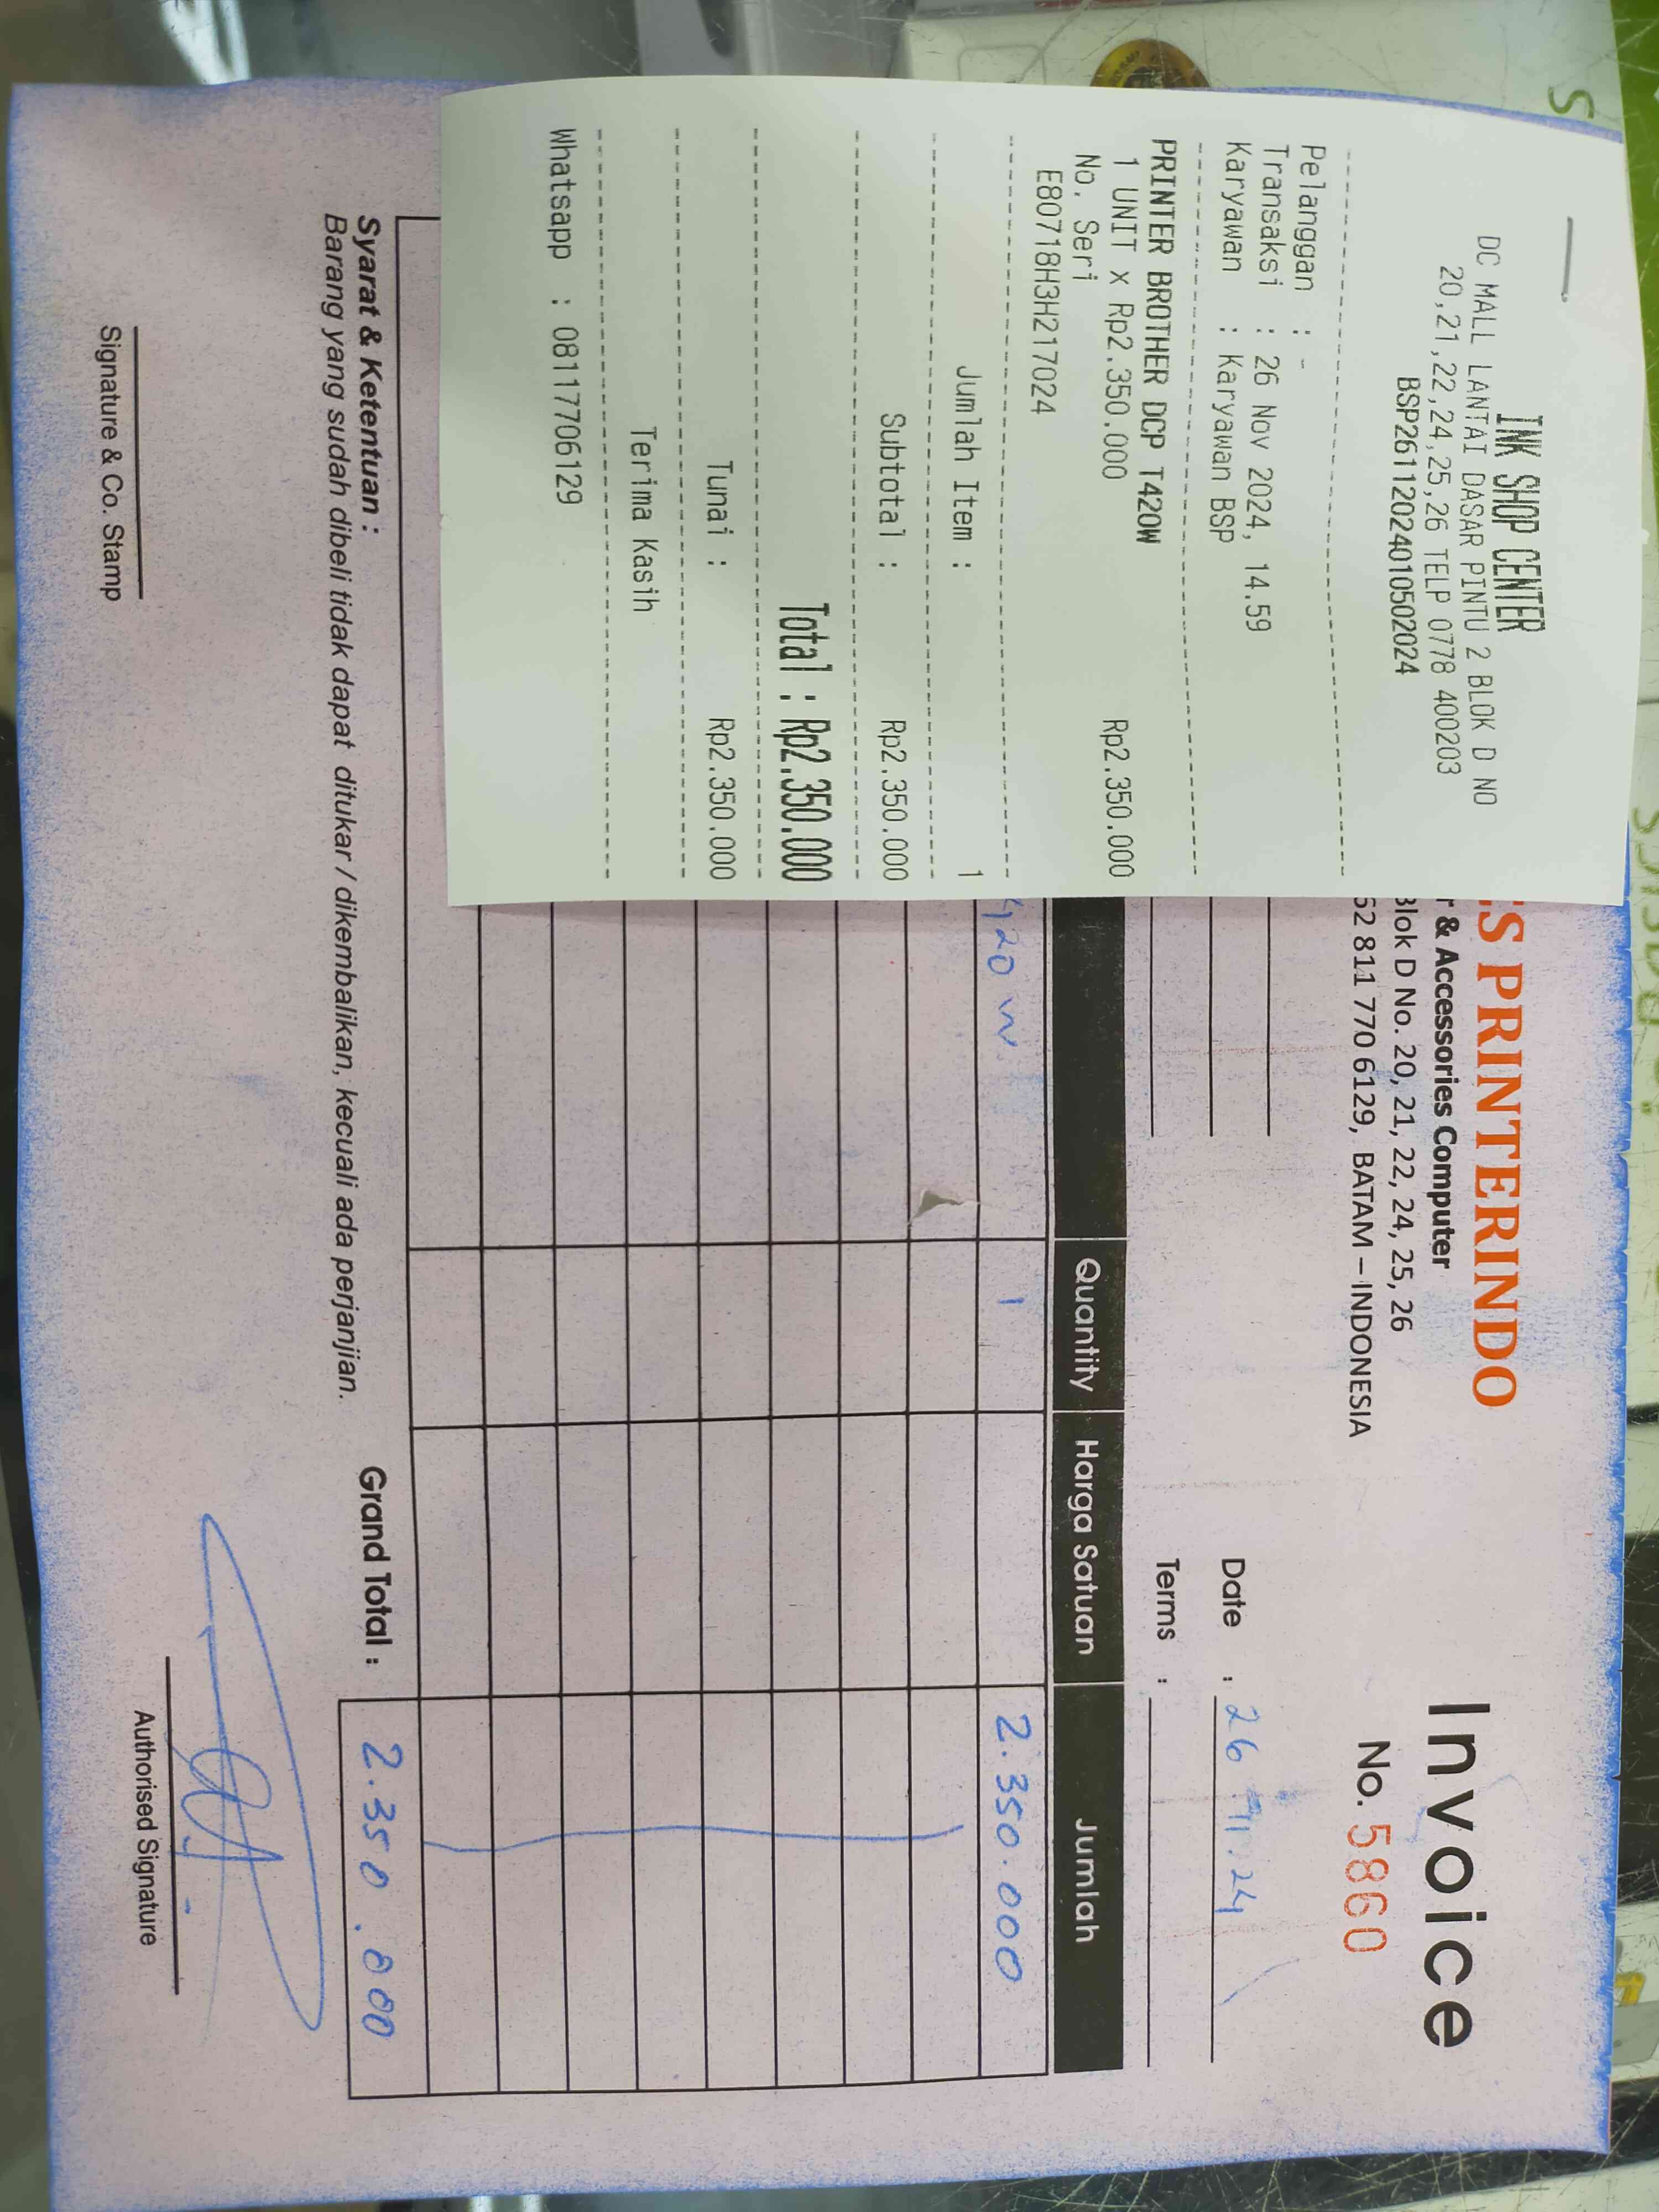 INK SHOP CENTER
DC MALL LANTAI DASAR PINTU 2 BLOK D NO
20,21,22,24,25,26 TELP 0778 400203
BSP26112024010502024
Pelanggan : -
Transaksi : 26 Nov 2024, 14.59
Karyawan : Karyawan BSP
PRINTER BROTHER DCP T420W
1 UNIT x Rp2.350.000 Rp2.350.000
No. Seri
E80718H3H217024
Jumlah Item : 1
Subtotal : Rp2.350.000
Total : Rp2.350.000
Tunai : Rp2.350.000
Terima Kasih
Whatsapp : 08117706129
S PRINTERINDO
r & Accessories Computer
Blok D No. 20, 21, 22, 24, 25, 26
62 811 770 6129, BATAM – INDONESIA
Invoice
No. 5860
Date : 26 11.24
Terms :
Quantity Harga Satuan Jumlah
420 W 1 2.350.000
Grand Total : 2.350.000
Syarat & Ketentuan :
Barang yang sudah dibeli tidak dapat ditukar / dikembalikan, kecuali ada perjanjian.
Signature & Co. Stamp
Authorised Signature